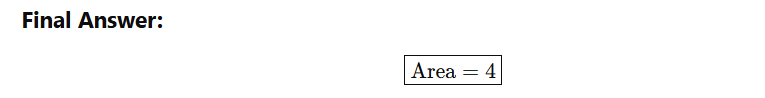 Final Answer:
Area = 4